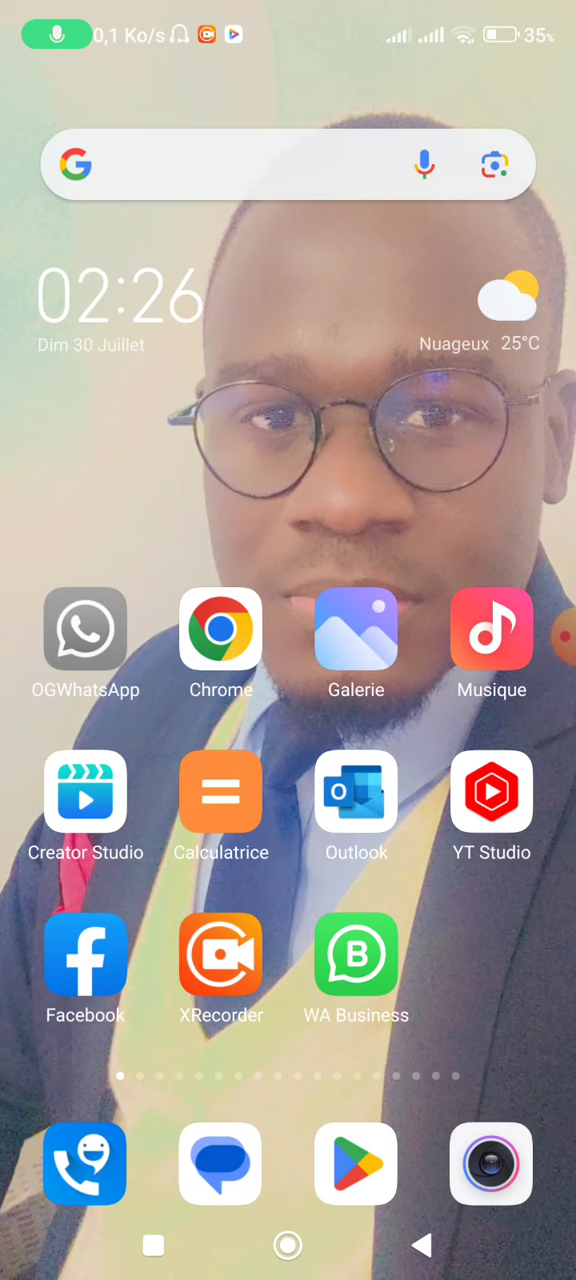 0,1 Ko/s 35%
02:26
Dim 30 Juillet
Nuageux 25°C
OGWhatsApp Chrome Galerie Musique
Creator Studio Calculatrice Outlook YT Studio
Facebook XRecorder WA Business